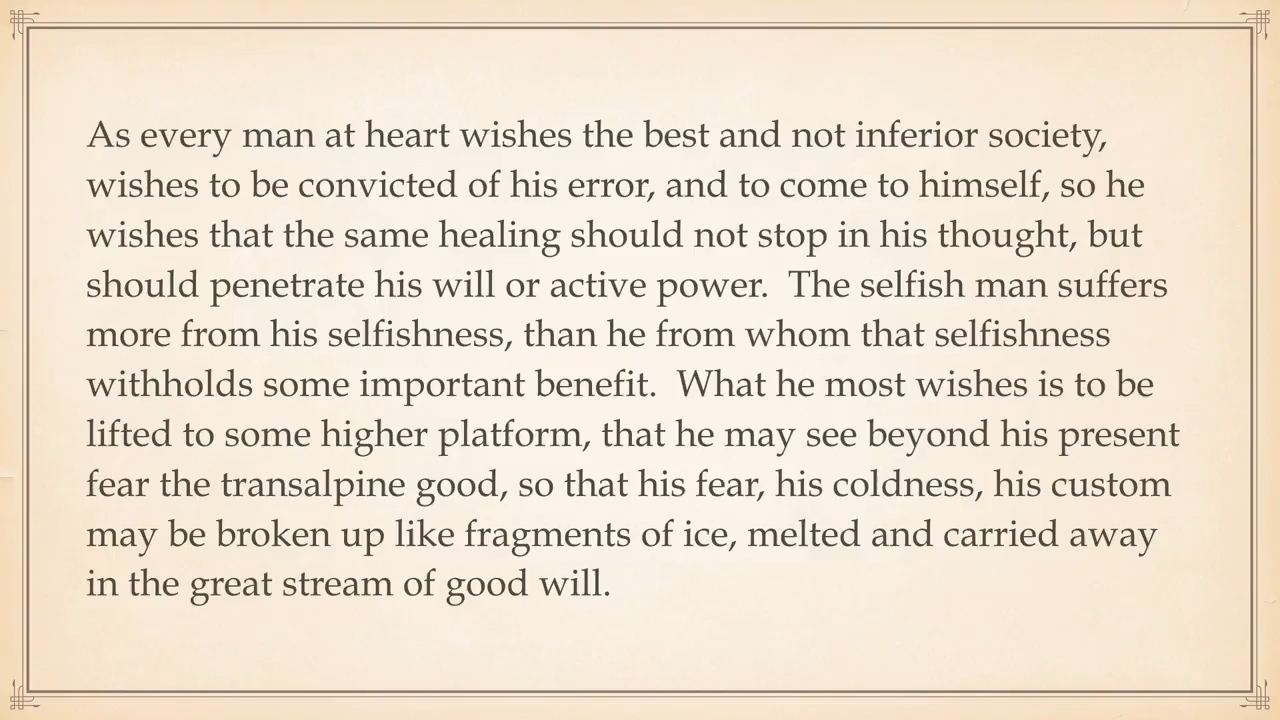 As every man at heart wishes the best and not inferior society,
wishes to be convicted of his error, and to come to himself, so he
wishes that the same healing should not stop in his thought, but
should penetrate his will or active power.  The selfish man suffers
more from his selfishness, than he from whom that selfishness
withholds some important benefit.  What he most wishes is to be
lifted to some higher platform, that he may see beyond his present
fear the transalpine good, so that his fear, his coldness, his custom
may be broken up like fragments of ice, melted and carried away
in the great stream of good will.